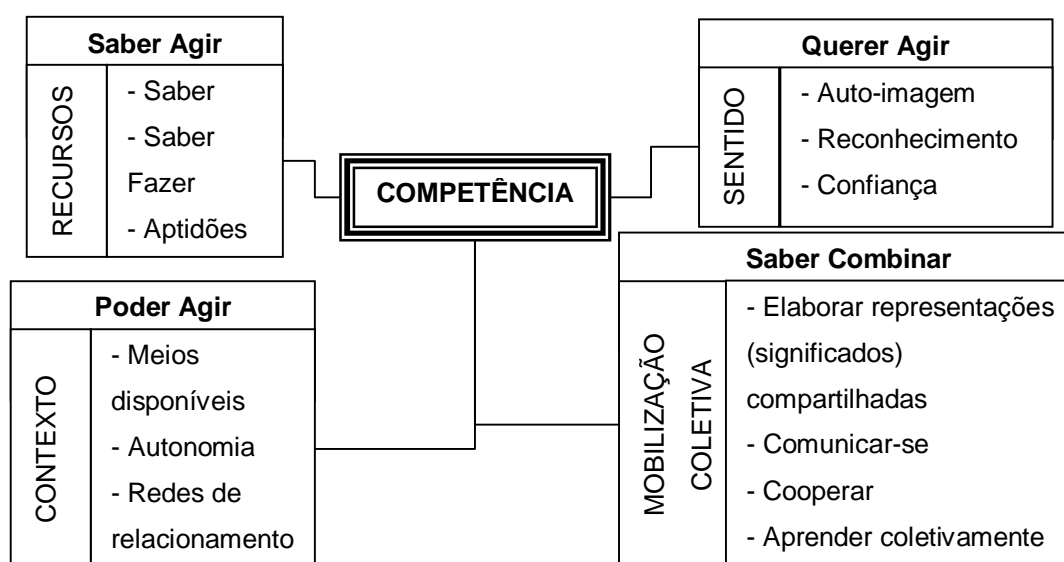 Saber Agir
RECURSOS
- Saber
- Saber
Fazer
- Aptidões
Querer Agir
SENTIDO
- Auto-imagem
- Reconhecimento
- Confiança
COMPETÊNCIA
Poder Agir
CONTEXTO
- Meios
disponíveis
- Autonomia
- Redes de
relacionamento
Saber Combinar
MOBILIZAÇÃO
COLETIVA
- Elaborar representações
(significados)
compartilhadas
- Comunicar-se
- Cooperar
- Aprender coletivamente